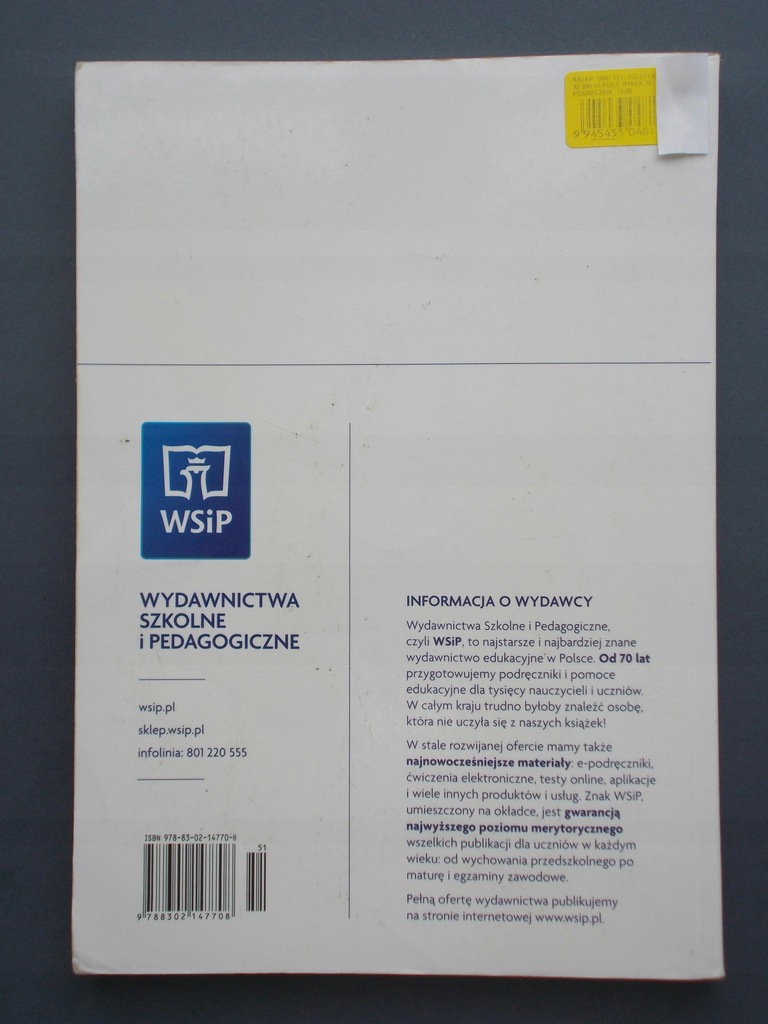 PODRĘCZNIK
WSiP
WYDAWNICTWA
SZKOLNE
i PEDAGOGICZNE
wsip.pl
sklep.wsip.pl
infolinia: 801 220 555
ISBN 978-83-02-14770-8
51
9 788302 147708
INFORMACJA O WYDAWCY
Wydawnictwa Szkolne i Pedagogiczne,
czyli WSiP, to najstarsze i najbardziej znane
wydawnictwo edukacyjne w Polsce. Od 70 lat
przygotowujemy podręczniki i pomoce
edukacyjne dla tysięcy nauczycieli i uczniów.
W całym kraju trudno byłoby znaleźć osobę,
która nie uczyła się z naszych książek!
W stale rozwijanej ofercie mamy także
najnowocześniejsze materiały: e-podręczniki,
ćwiczenia elektroniczne, testy online, aplikacje
i wiele innych produktów i usług. Znak WSiP,
umieszczony na okładce, jest gwarancją
najwyższego poziomu merytorycznego
wszelkich publikacji dla uczniów w każdym
wieku: od wychowania przedszkolnego po
maturę i egzaminy zawodowe.
Pełną ofertę wydawnictwa publikujemy
na stronie internetowej www.wsip.pl.